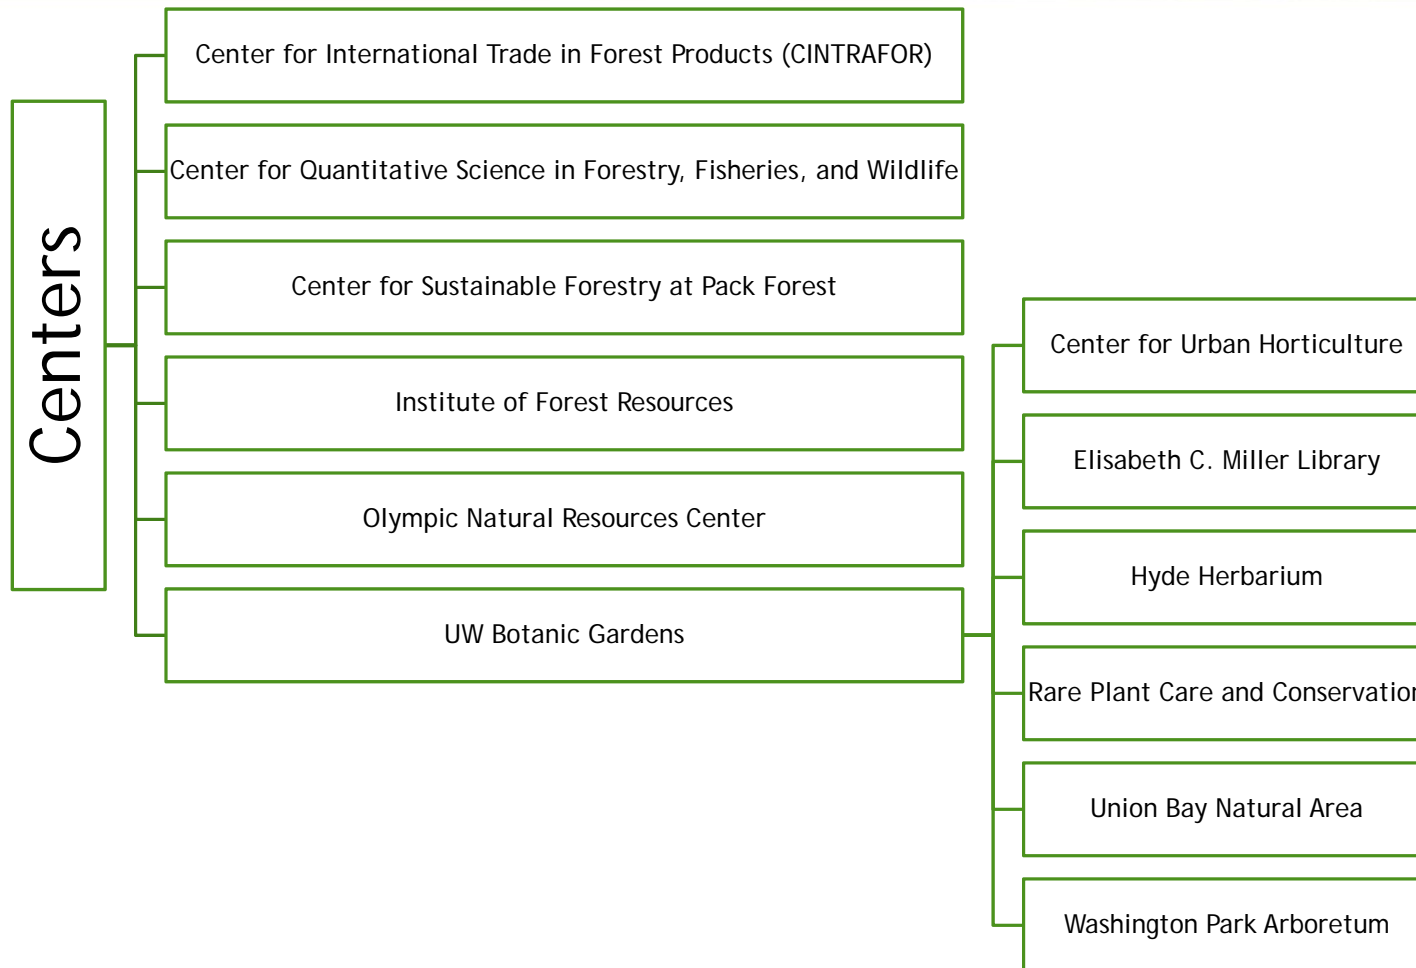 Centers
Center for International Trade in Forest Products (CINTRAFOR)
Center for Quantitative Science in Forestry, Fisheries, and Wildlife
Center for Sustainable Forestry at Pack Forest
Institute of Forest Resources
Olympic Natural Resources Center
UW Botanic Gardens
Center for Urban Horticulture
Elisabeth C. Miller Library
Hyde Herbarium
Rare Plant Care and Conservation
Union Bay Natural Area
Washington Park Arboretum